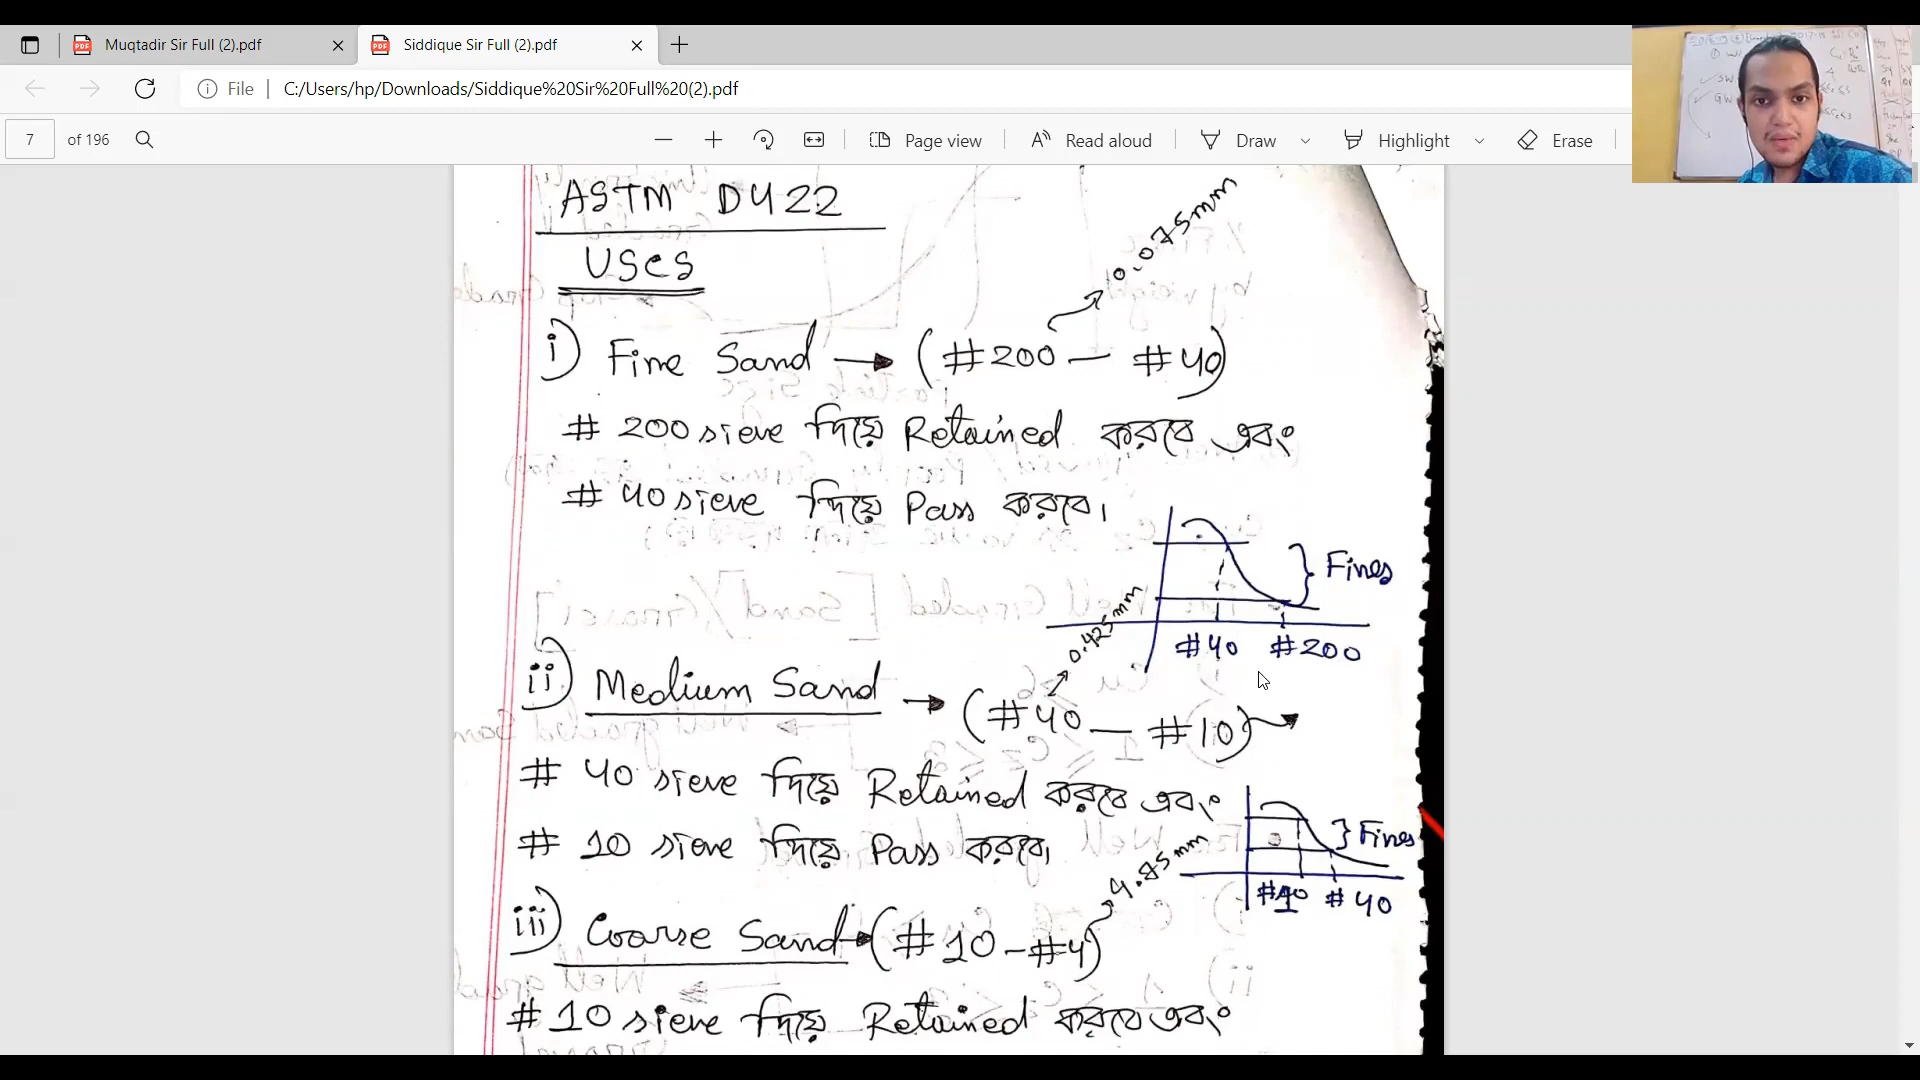 Muqtadir Sir Full (2).pdf
Siddique Sir Full (2).pdf
File
C:/Users/hp/Downloads/Siddique%20Sir%20Full%20(2).pdf
7 of 196
Page view
Read aloud
Draw
Highlight
Erase
ASTM D422
USCS
0.075mm
i) Fine Sand → (#200 — #40)
# 200 sieve দিয়ে Retained করবে এবং
# 40 sieve দিয়ে Pass করবে।
Fines
#40 #200
0.425mm
ii) Medium Sand → (#40 — #10)
# 40 sieve দিয়ে Retained করবে এবং
# 10 sieve দিয়ে Pass করবে।
Fines
#10 #40
4.75mm
iii) Coarse Sand → (#10 - #4)
# 10 sieve দিয়ে Retained করবে এবং